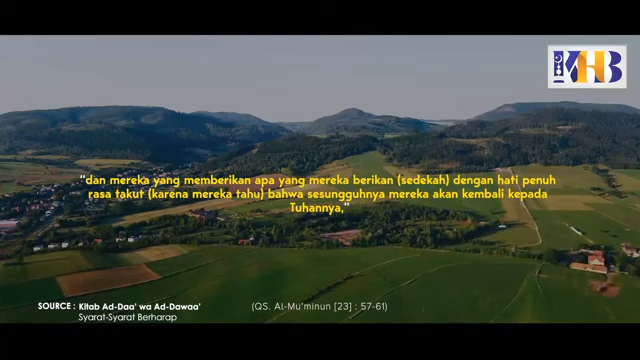 KHB
"dan mereka yang memberikan apa yang mereka berikan (sedekah) dengan hati penuh
rasa takut (karena mereka tahu) bahwa sesungguhnya mereka akan kembali kepada
Tuhannya,"
SOURCE : Kitab Ad-Daa' wa Ad-Dawaa'
Syarat-Syarat Berharap
(QS. Al-Mu'minun [23] : 57-61)